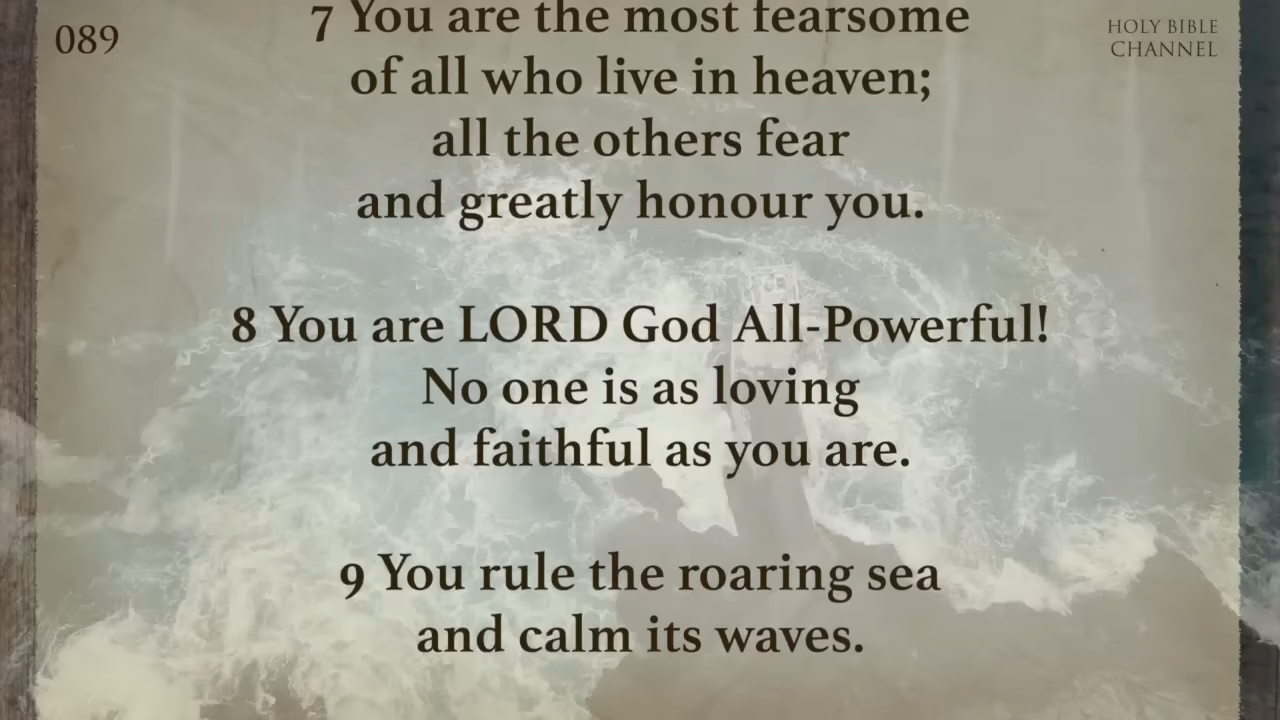 089
HOLY BIBLE
CHANNEL
7 You are the most fearsome
of all who live in heaven;
all the others fear
and greatly honour you.
8 You are LORD God All-Powerful!
No one is as loving
and faithful as you are.
9 You rule the roaring sea
and calm its waves.